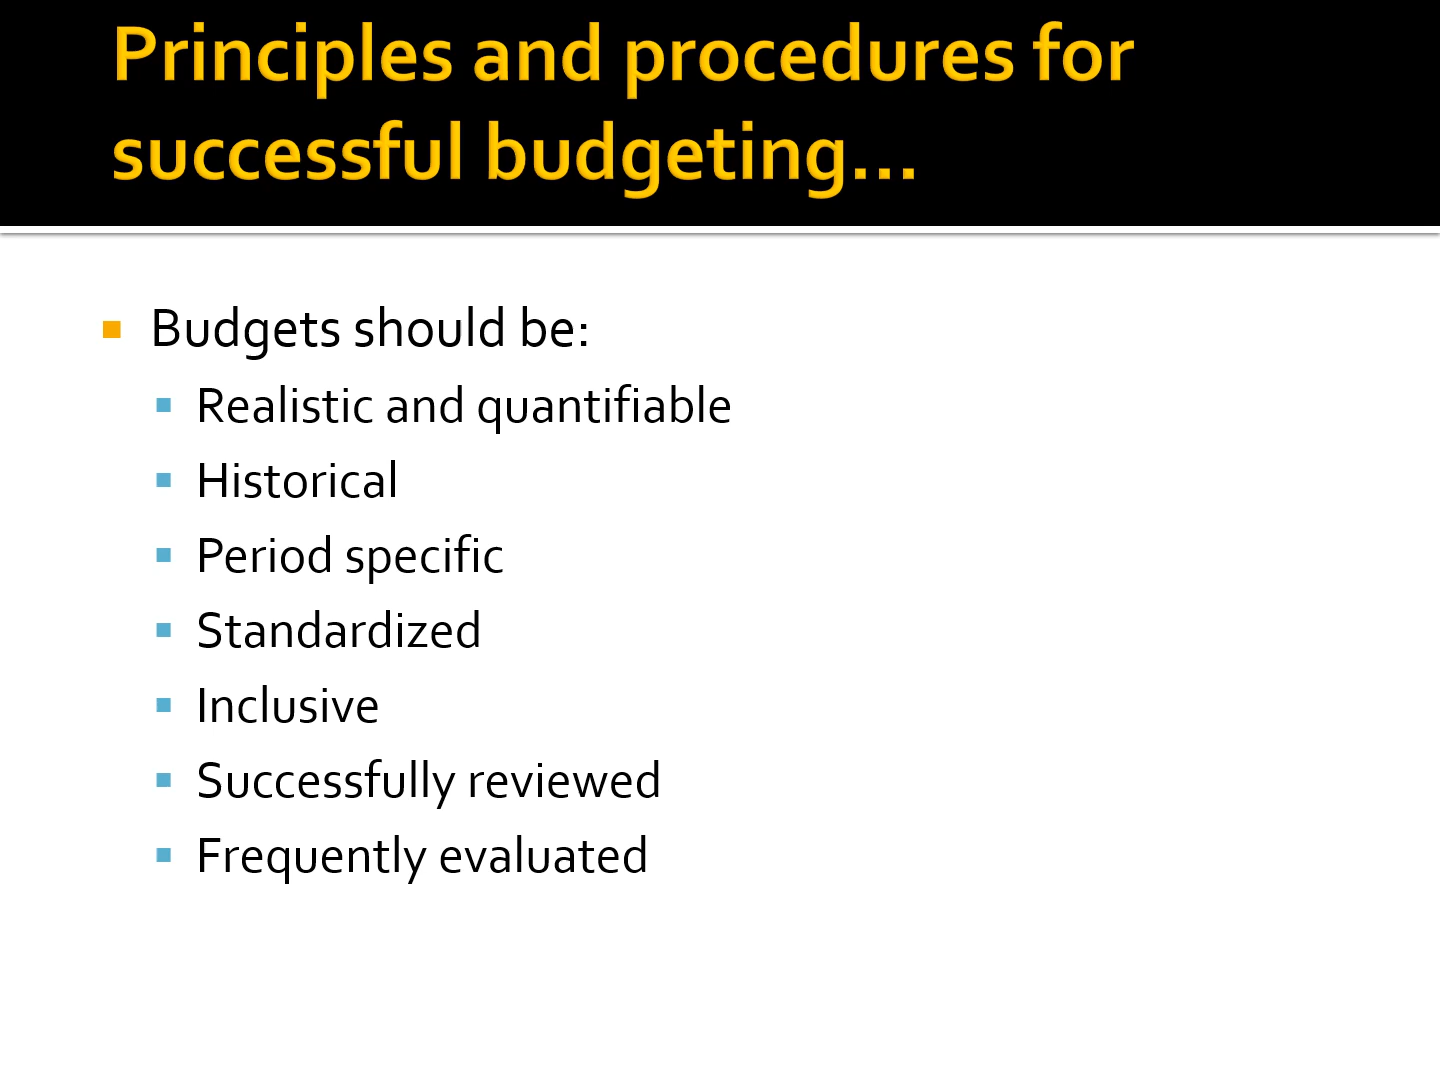 Principles and procedures for
successful budgeting...
Budgets should be:
Realistic and quantifiable
Historical
Period specific
Standardized
Inclusive
Successfully reviewed
Frequently evaluated